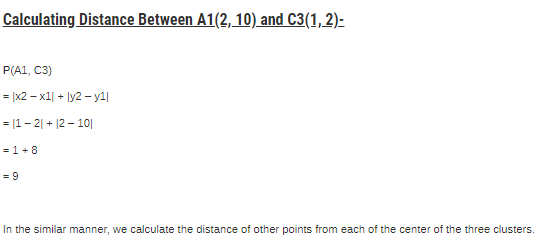 Calculating Distance Between A1(2, 10) and C3(1, 2)-
P(A1, C3)
= |x2 – x1| + |y2 – y1|
= |1 – 2| + |2 – 10|
= 1 + 8
= 9
In the similar manner, we calculate the distance of other points from each of the center of the three clusters.